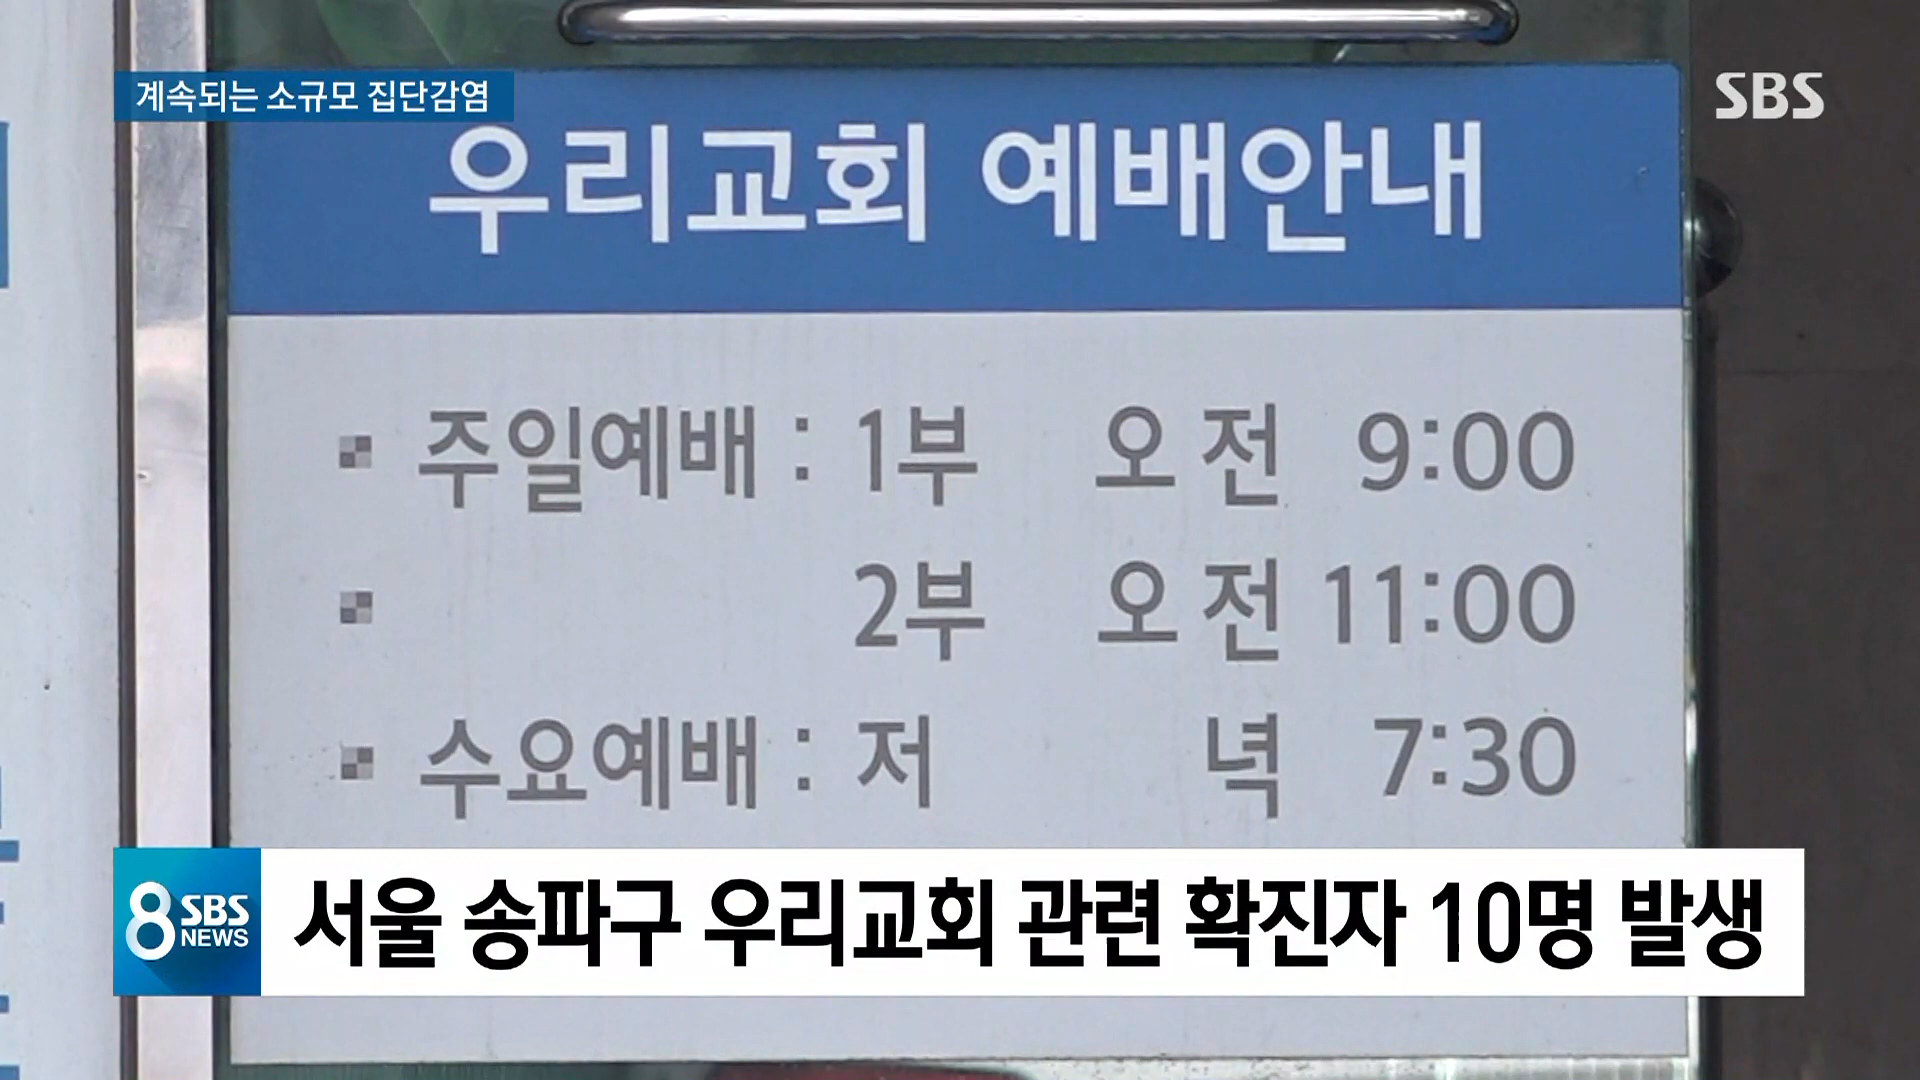 계속되는 소규모 집단감염
SBS
우리교회 예배안내
주일예배 : 1부 오전 9:00
2부 오전 11:00
수요예배 : 저녁 7:30
8 SBS NEWS
서울 송파구 우리교회 관련 확진자 10명 발생